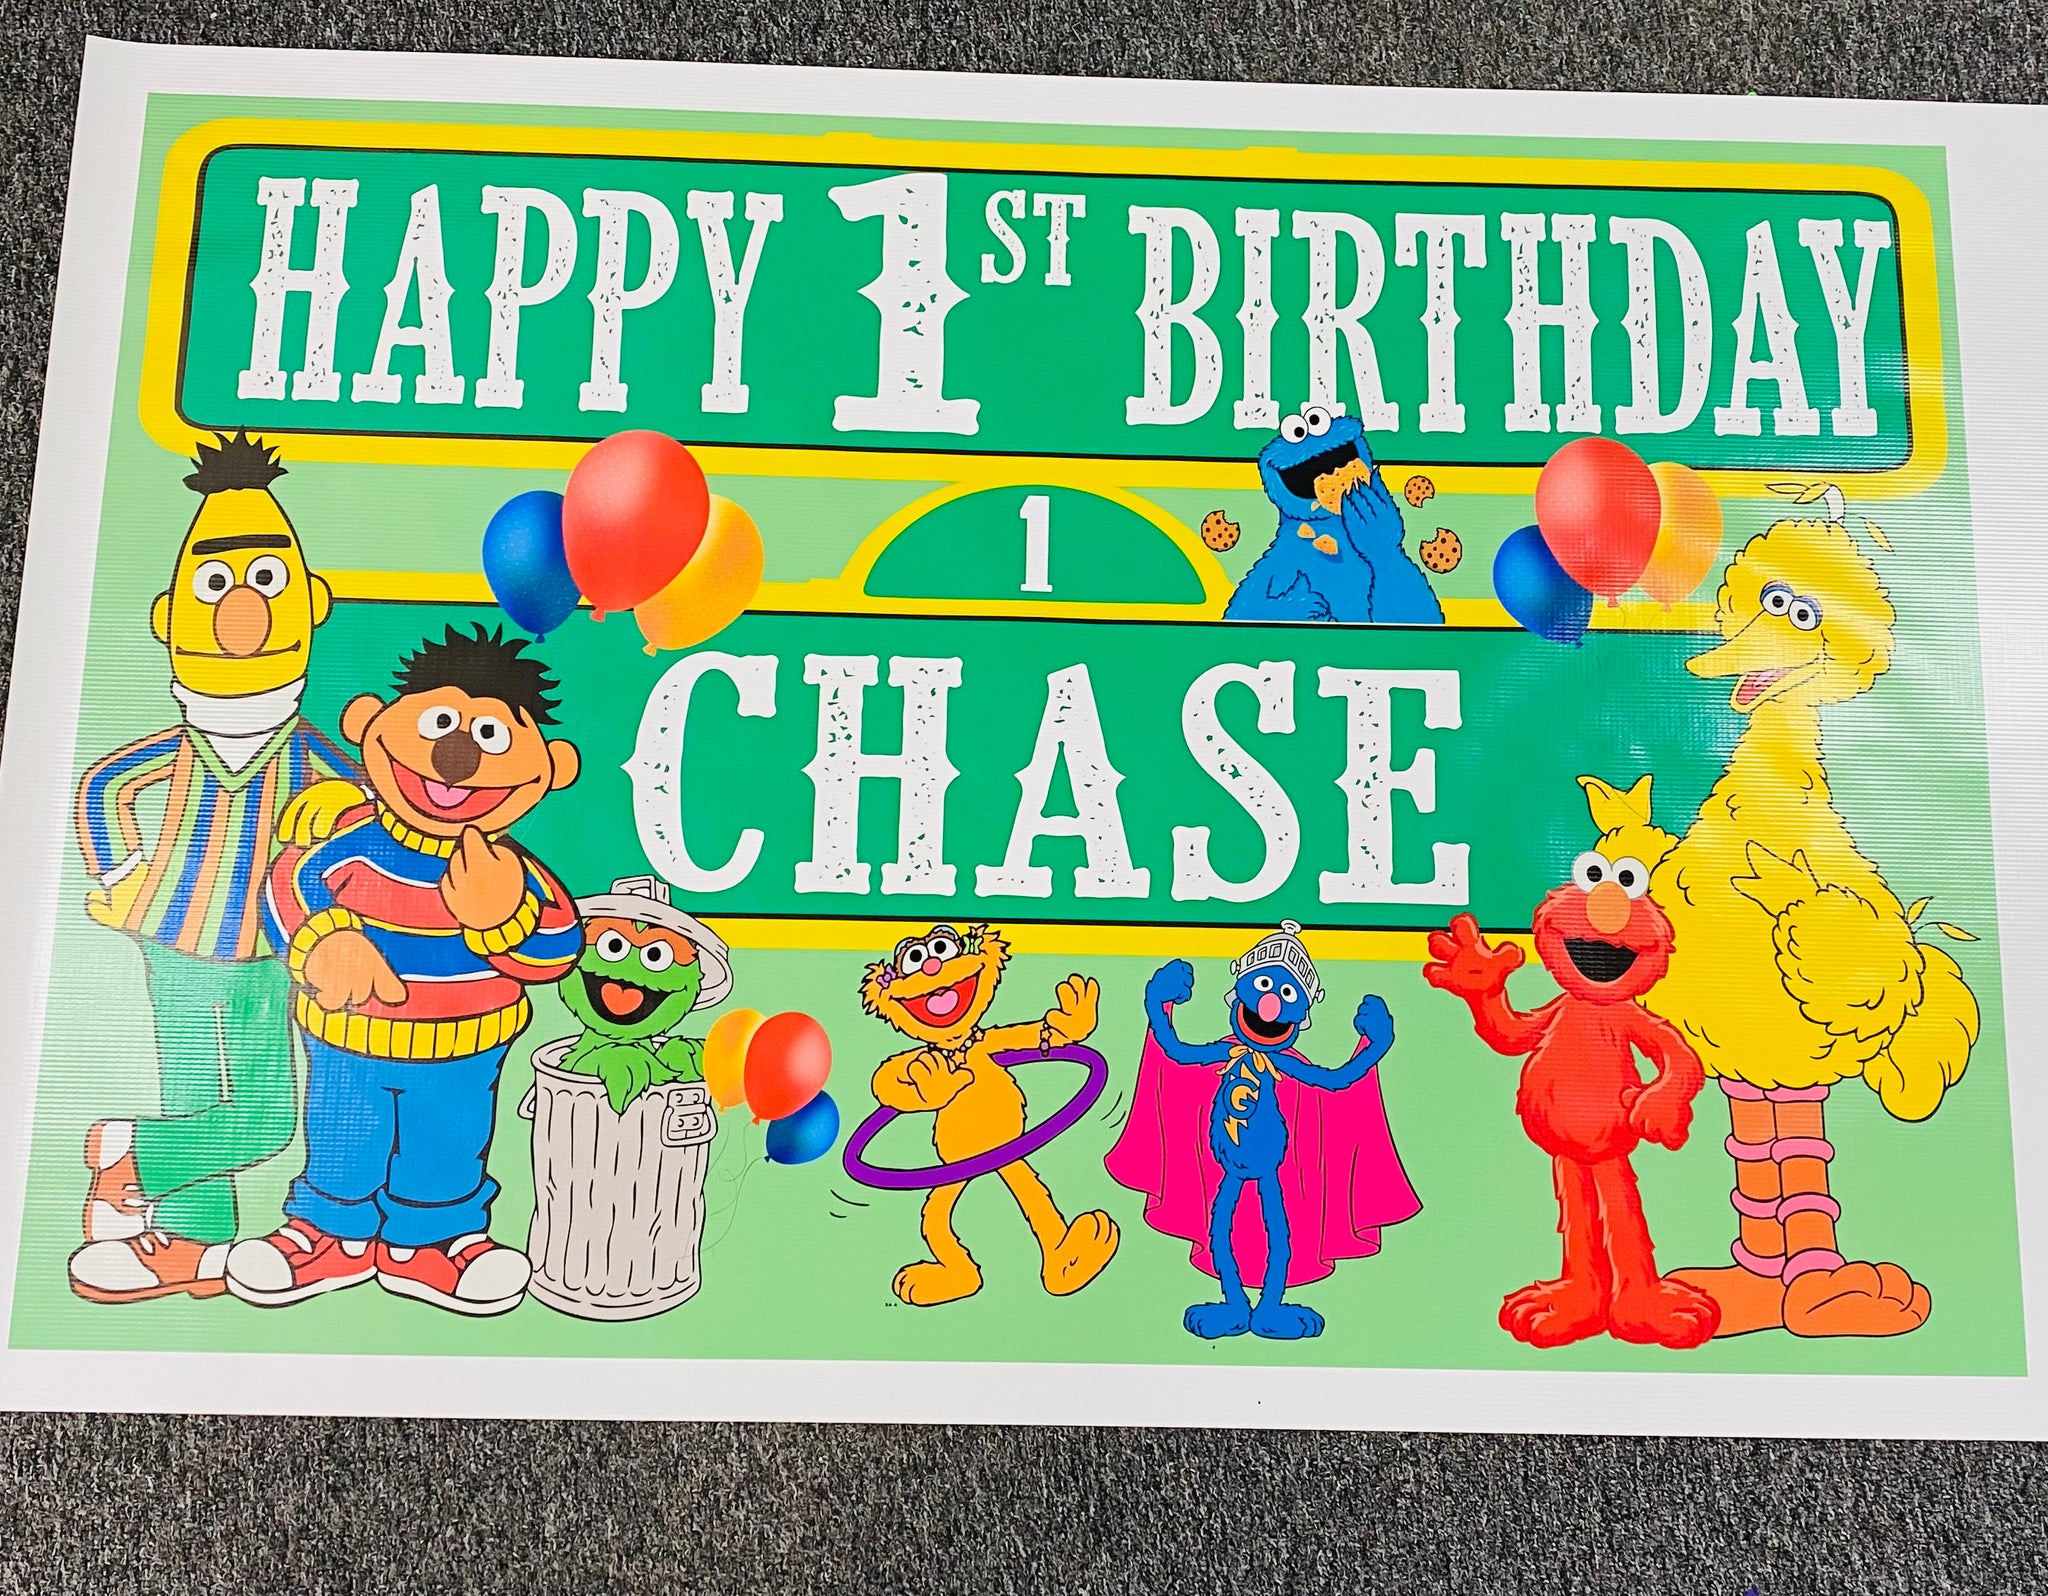 HAPPY 1ST BIRTHDAY
1
CHASE
G